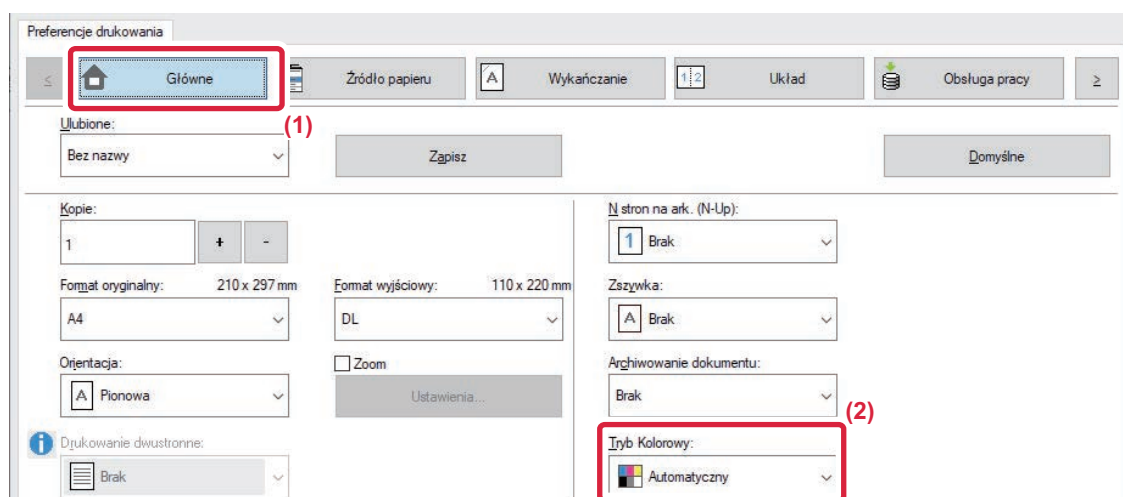 Preferencje drukowania
≤ Główne Źródło papieru A Wykańczanie 1 2 Układ Obsługa pracy ≥
(1)
Ulubione:
Bez nazwy Zapisz Domyślne
Kopie: N stron na ark. (N-Up):
1 + - 1 Brak
Format oryginalny: 210 x 297 mm Format wyjściowy: 110 x 220 mm Zszywka:
A4 DL A Brak
Orientacja: Zoom Archiwowanie dokumentu:
A Pionowa Ustawienia... Brak
(2)
i Drukowanie dwustronne: Tryb Kolorowy:
Brak Automatyczny